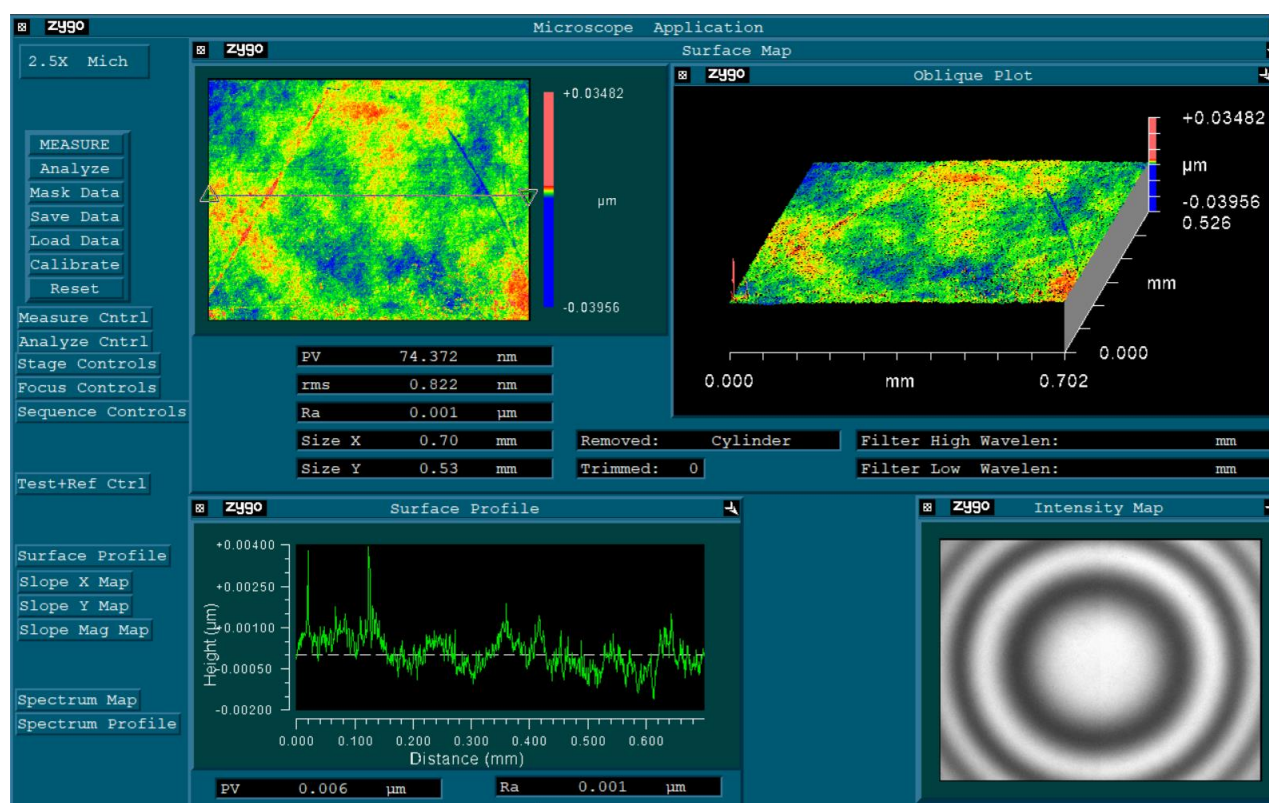 zygo Microscope Application
2.5X Mich
MEASURE
Analyze
Mask Data
Save Data
Load Data
Calibrate
Reset
Measure Cntrl
Analyze Cntrl
Stage Controls
Focus Controls
Sequence Controls
Test+Ref Ctrl
Surface Profile
Slope X Map
Slope Y Map
Slope Mag Map
Spectrum Map
Spectrum Profile
zygo Surface Map
+0.03482
µm
-0.03956
zygo Oblique Plot
+0.03482
µm
-0.03956
0.526
mm
0.000
0.000 mm 0.702
PV 74.372 nm
rms 0.822 nm
Ra 0.001 µm
Size X 0.70 mm
Size Y 0.53 mm
Removed: Cylinder
Trimmed: 0
Filter High Wavelen: mm
Filter Low Wavelen: mm
zygo Surface Profile
+0.00400
+0.00250
+0.00100
-0.00050
-0.00200
Height (µm)
0.000 0.100 0.200 0.300 0.400 0.500 0.600
Distance (mm)
PV 0.006 µm
Ra 0.001 µm
zygo Intensity Map